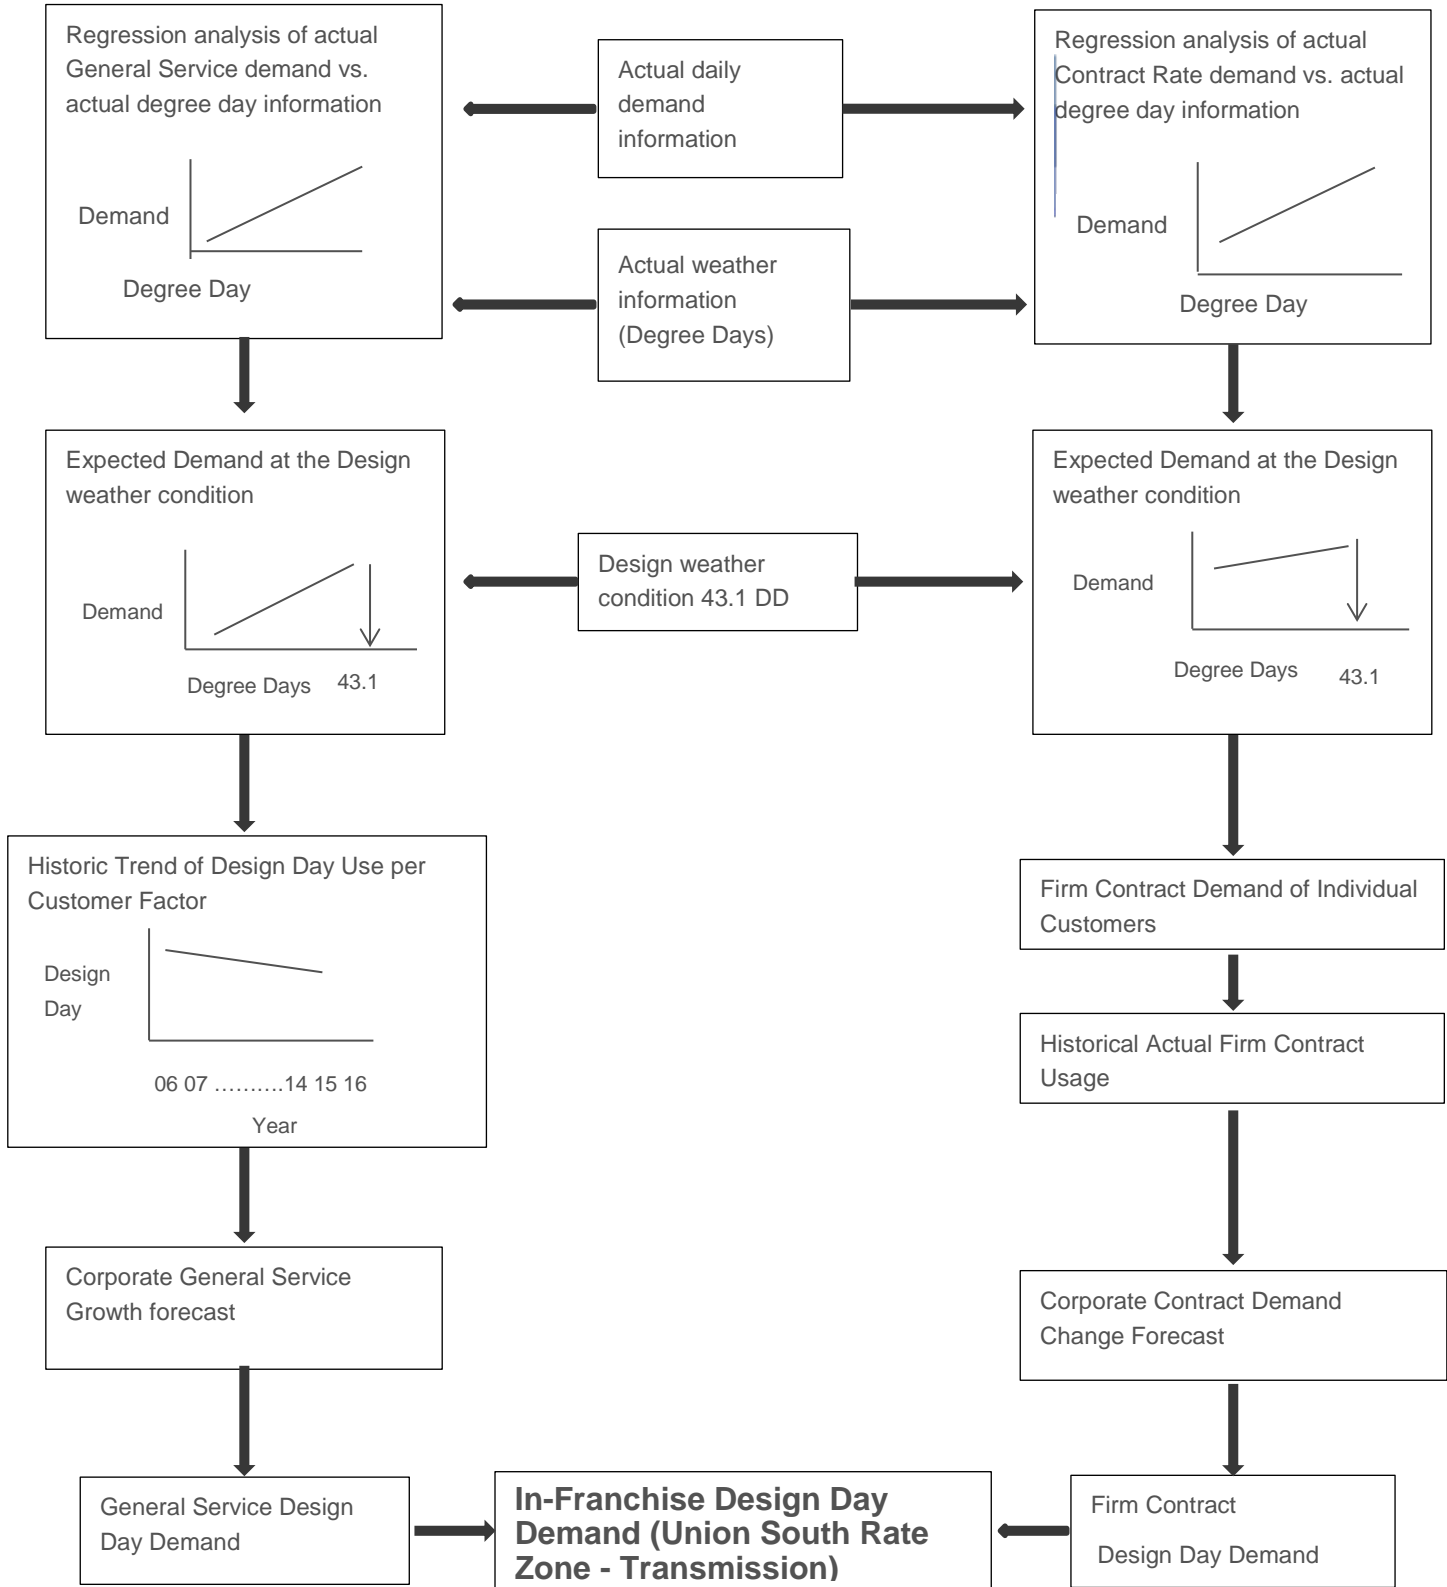 Regression analysis of actual
General Service demand vs.
actual degree day information
Demand
Degree Day
Actual daily
demand
information
Regression analysis of actual
Contract Rate demand vs. actual
degree day information
Demand
Degree Day
Actual weather
information
(Degree Days)
Expected Demand at the Design
weather condition
Demand
Degree Days 43.1
Design weather
condition 43.1 DD
Expected Demand at the Design
weather condition
Demand
Degree Days 43.1
Historic Trend of Design Day Use per
Customer Factor
Design
Day
06 07 ……….14 15 16
Year
Firm Contract Demand of Individual
Customers
Historical Actual Firm Contract
Usage
Corporate General Service
Growth forecast
Corporate Contract Demand
Change Forecast
General Service Design
Day Demand
In-Franchise Design Day
Demand (Union South Rate
Zone - Transmission)
Firm Contract
Design Day Demand